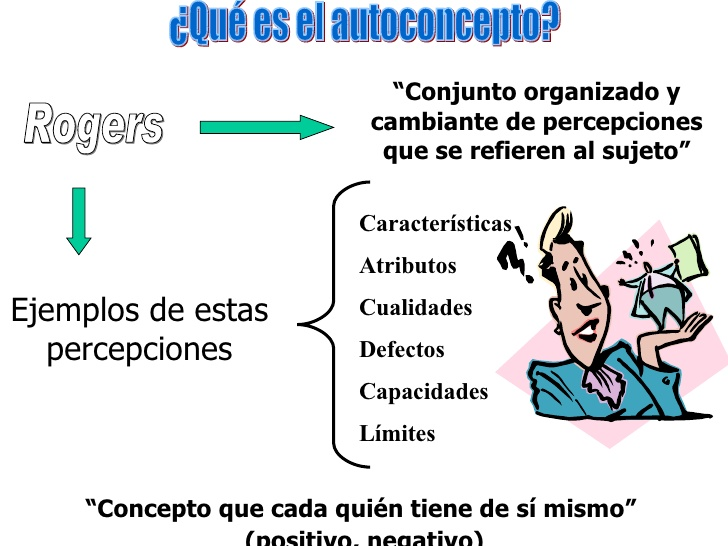 ¿Qué es el autoconcepto?
Rogers
“Conjunto organizado y
cambiante de percepciones
que se refieren al sujeto”
Ejemplos de estas
percepciones
Características
Atributos
Cualidades
Defectos
Capacidades
Límites
“Concepto que cada quién tiene de sí mismo”
(positivo, negativo)